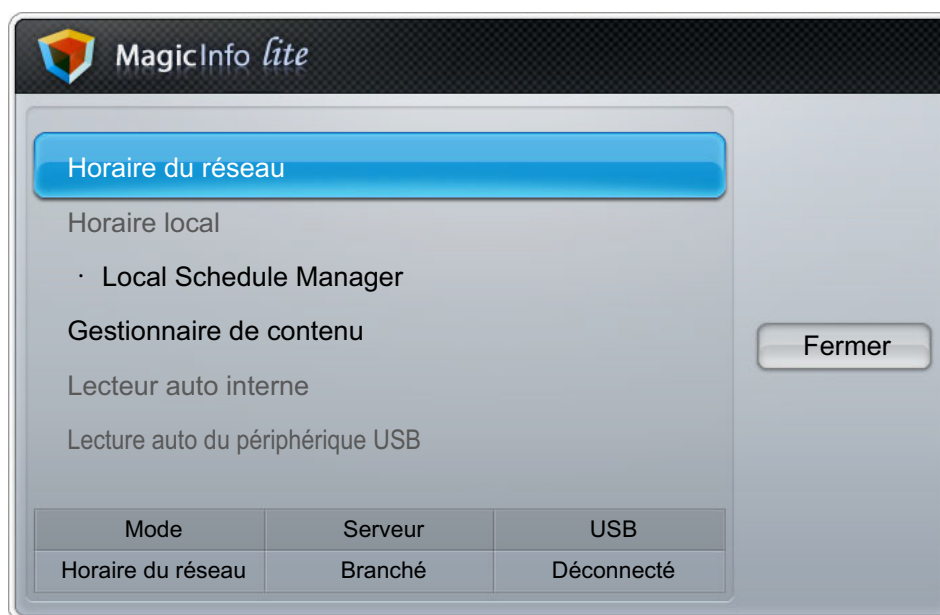 MagicInfo lite
Horaire du réseau
Horaire local
· Local Schedule Manager
Gestionnaire de contenu
Fermer
Lecteur auto interne
Lecture auto du périphérique USB
Mode Serveur USB
Horaire du réseau Branché Déconnecté